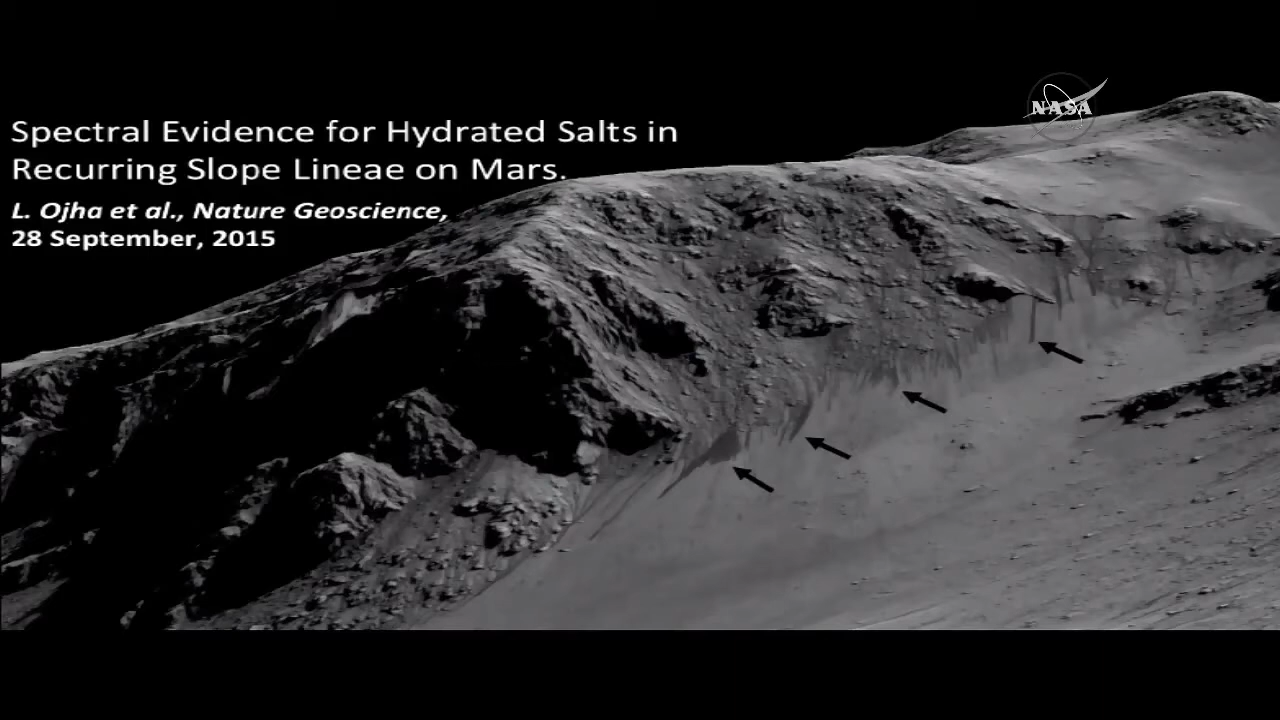 Spectral Evidence for Hydrated Salts in
Recurring Slope Lineae on Mars.
L. Ojha et al., Nature Geoscience,
28 September, 2015
NASA